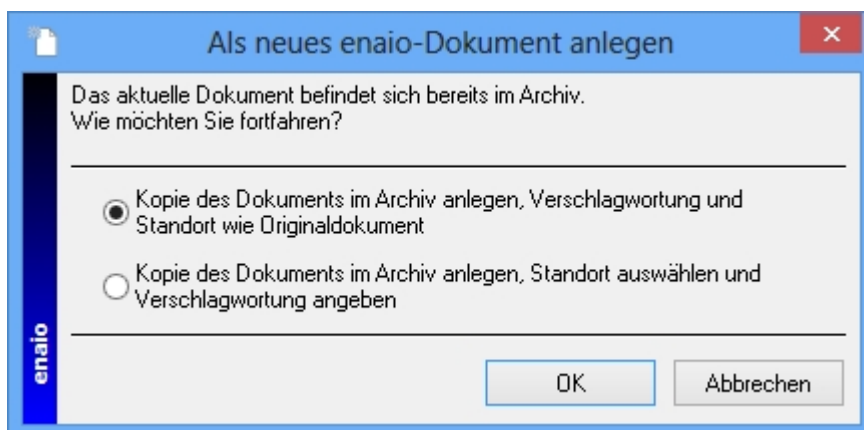 Als neues enaio-Dokument anlegen
Das aktuelle Dokument befindet sich bereits im Archiv.
Wie möchten Sie fortfahren?
Kopie des Dokuments im Archiv anlegen, Verschlagwortung und
Standort wie Originaldokument
Kopie des Dokuments im Archiv anlegen, Standort auswählen und
Verschlagwortung angeben
enaio
OK
Abbrechen